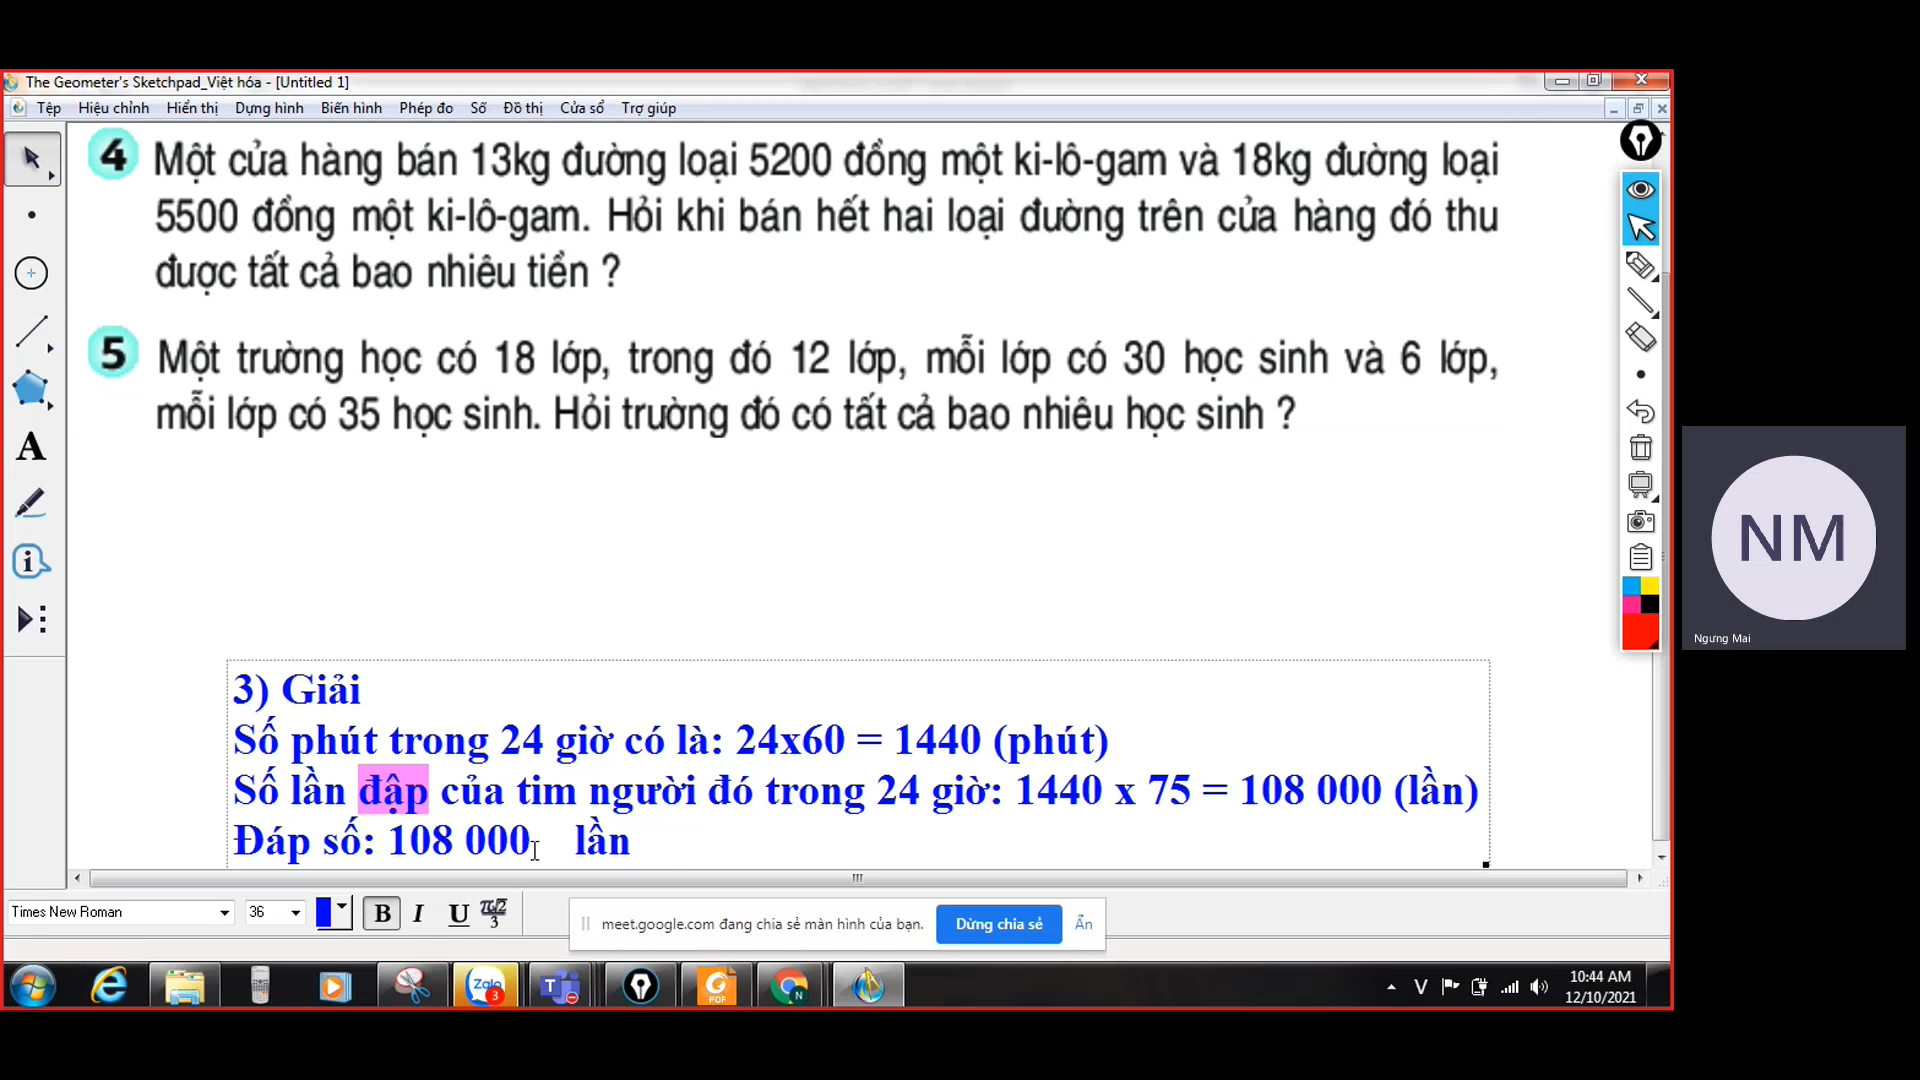 The Geometer's Sketchpad_Việt hóa - [Untitled 1]
Tệp Hiệu chỉnh Hiển thị Dựng hình Biến hình Phép đo Số Đồ thị Cửa sổ Trợ giúp
4 Một cửa hàng bán 13kg đường loại 5200 đồng một ki-lô-gam và 18kg đường loại
5500 đồng một ki-lô-gam. Hỏi khi bán hết hai loại đường trên cửa hàng đó thu
được tất cả bao nhiêu tiền ?
5 Một trường học có 18 lớp, trong đó 12 lớp, mỗi lớp có 30 học sinh và 6 lớp,
mỗi lớp có 35 học sinh. Hỏi trường đó có tất cả bao nhiêu học sinh ?
A
NM
Ngưng Mai
3) Giải
Số phút trong 24 giờ có là: 24x60 = 1440 (phút)
Số lần đập của tim người đó trong 24 giờ: 1440 x 75 = 108 000 (lần)
Đáp số: 108 000 lần
Times New Roman 36 B I U
meet.google.com đang chia sẻ màn hình của bạn. Dừng chia sẻ Ẩn
Zalo 3
PDF
N
V
10:44 AM
12/10/2021